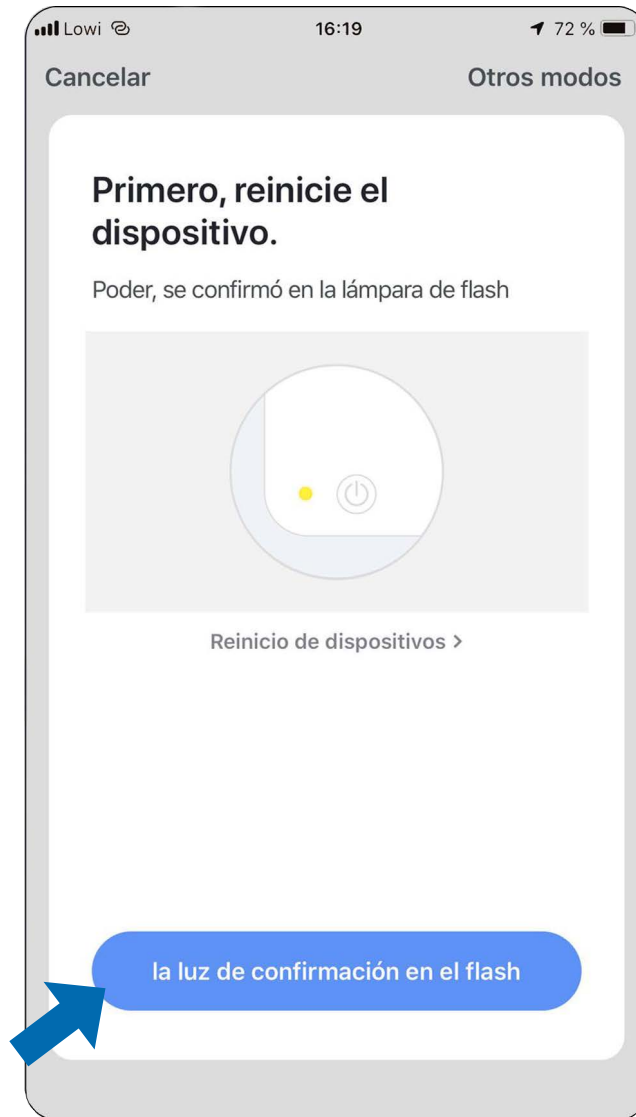 Lowi 16:19 72 %
Cancelar Otros modos
Primero, reinicie el
dispositivo.
Poder, se confirmó en la lámpara de flash
Reinicio de dispositivos >
la luz de confirmación en el flash